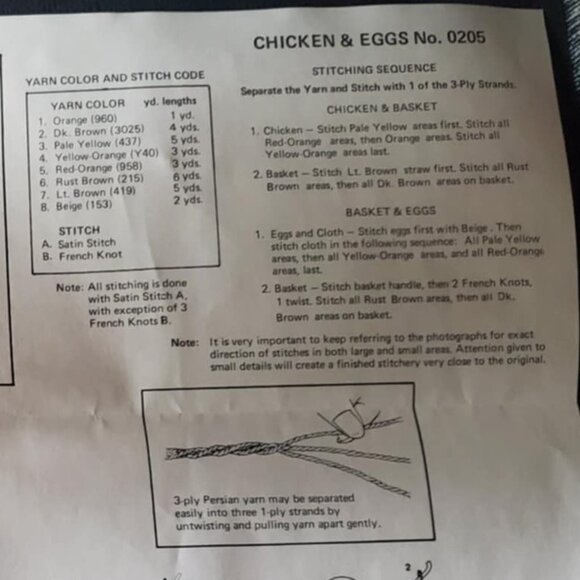 CHICKEN & EGGS No. 0205
YARN COLOR AND STITCH CODE
YARN COLOR yd. lengths
1. Orange (960) 1 yd.
2. Dk. Brown (3025) 4 yds.
3. Pale Yellow (437) 5 yds.
4. Yellow-Orange (Y40) 3 yds.
5. Red-Orange (958) 3 yds.
6. Rust Brown (215) 6 yds.
7. Lt. Brown (419) 5 yds.
8. Beige (153) 2 yds.
STITCH
A. Satin Stitch
B. French Knot
Note: All stitching is done
with Satin Stitch A,
with exception of 3
French Knots B.
STITCHING SEQUENCE
Separate the Yarn and Stitch with 1 of the 3-Ply Strands.
CHICKEN & BASKET
1. Chicken — Stitch Pale Yellow areas first. Stitch all
Red-Orange areas, then Orange areas. Stitch all
Yellow-Orange areas last.
2. Basket — Stitch Lt. Brown straw first. Stitch all Rust
Brown areas, then all Dk. Brown areas on basket.
BASKET & EGGS
1. Eggs and Cloth — Stitch eggs first with Beige. Then
stitch cloth in the following sequence: All Pale Yellow
areas, then all Yellow-Orange areas, and all Red-Orange
areas, last.
2. Basket — Stitch basket handle, then 2 French Knots,
1 twist. Stitch all Rust Brown areas, then all Dk.
Brown areas on basket.
Note: It is very important to keep referring to the photographs for exact
direction of stitches in both large and small areas. Attention given to
small details will create a finished stitchery very close to the original.
3-ply Persian yarn may be separated
easily into three 1-ply strands by
untwisting and pulling yarn apart gently.
2